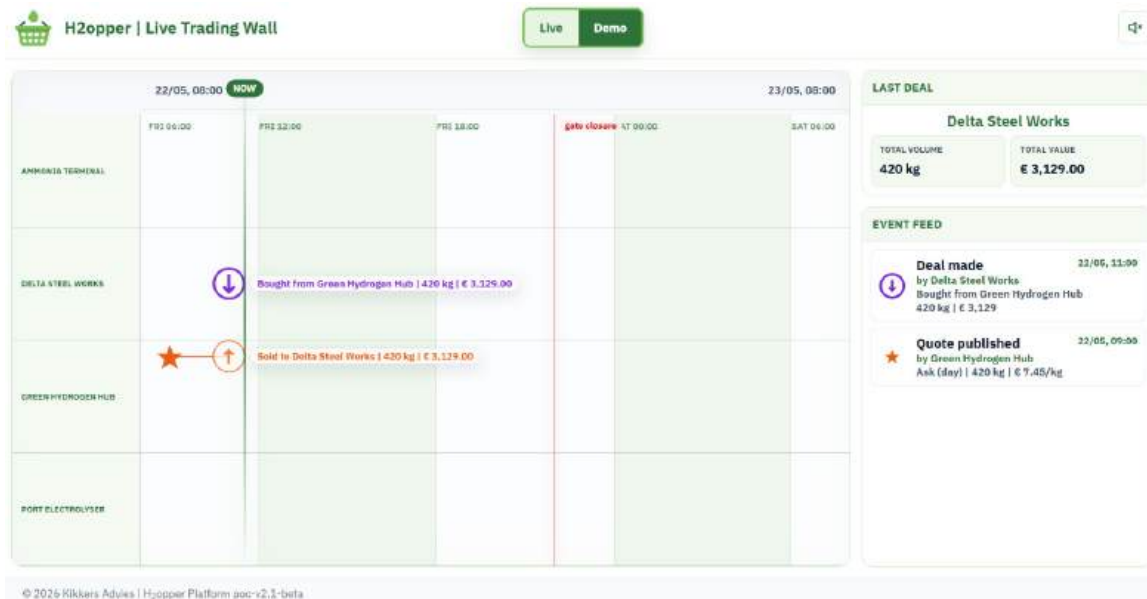 H2opper | Live Trading Wall
Live
Demo
22/05, 08:00
NOW
23/05, 08:00
FRI 06:00
FRI 12:00
FRI 18:00
gate closure
AT 00:00
SAT 06:00
AMMONIA TERMINAL
DELTA STEEL WORKS
Bought from Green Hydrogen Hub | 420 kg | € 3,129.00
Sold to Delta Steel Works | 420 kg | € 3,129.00
GREEN HYDROGEN HUB
PORT ELECTROLYSER
LAST DEAL
Delta Steel Works
TOTAL VOLUME
TOTAL VALUE
420 kg
€ 3,129.00
EVENT FEED
Deal made
22/05, 11:00
by Delta Steel Works
Bought from Green Hydrogen Hub
420 kg | € 3,129
Quote published
22/05, 09:00
by Green Hydrogen Hub
Ask (day) | 420 kg | € 7.45/kg
© 2026 Kikkers Advies | H2opper Platform poc-v2.1-beta